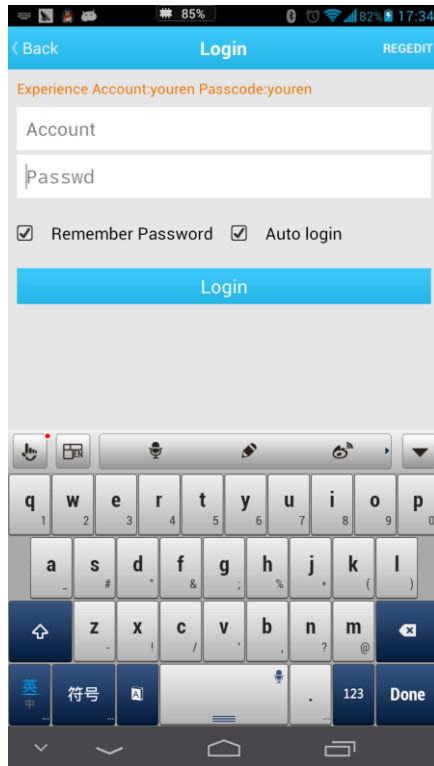 85% 82% 17:34
Back Login REGEDIT
Experience Account:youren Passcode:youren
Account
Passwd
Remember Password Auto login
Login
EN
q w e r t y u i o p
1 2 3 4 5 6 7 8 9 0
a s d f g h j k l
_ # " & ; % * ( )
z x c v b n m
- ! / ' , ? @
英 符号 A . 123 Done
中 ... ... ...